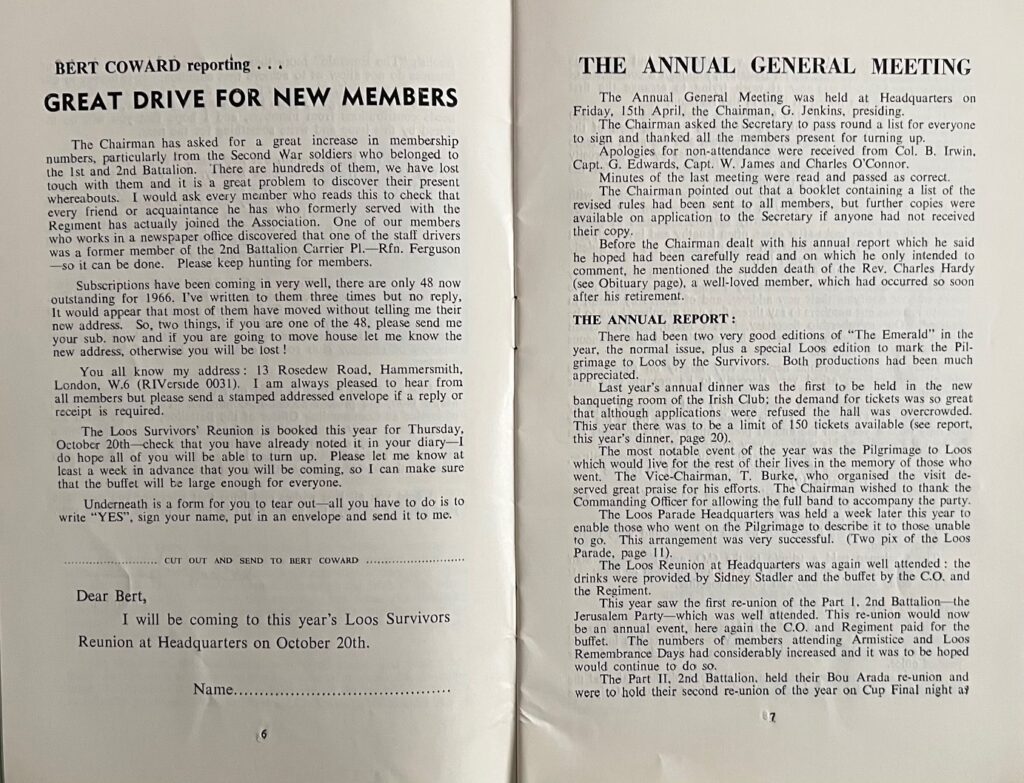 BERT COWARD reporting . . .
GREAT DRIVE FOR NEW MEMBERS
The Chairman has asked for a great increase in membership
numbers, particularly from the Second War soldiers who belonged to
the 1st and 2nd Battalion. There are hundreds of them, we have lost
touch with them and it is a great problem to discover their present
whereabouts. I would ask every member who reads this to check that
every friend or acquaintance he has who formerly served with the
Regiment has actually joined the Association. One of our members
who works in a newspaper office discovered that one of the staff drivers
was a former member of the 2nd Battalion Carrier Pl.—Rfn. Ferguson
—so it can be done. Please keep hunting for members.
Subscriptions have been coming in very well, there are only 48 now
outstanding for 1966. I've written to them three times but no reply,
It would appear that most of them have moved without telling me their
new address. So, two things, if you are one of the 48, please send me
your sub. now and if you are going to move house let me know the
new address, otherwise you will be lost !
You all know my address : 13 Rosedew Road, Hammersmith,
London, W.6 (RIVerside 0031). I am always pleased to hear from
all members but please send a stamped addressed envelope if a reply or
receipt is required.
The Loos Survivors' Reunion is booked this year for Thursday,
October 20th—check that you have already noted it in your diary—I
do hope all of you will be able to turn up. Please let me know at
least a week in advance that you will be coming, so I can make sure
that the buffet will be large enough for everyone.
Underneath is a form for you to tear out—all you have to do is to
write "YES", sign your name, put in an envelope and send it to me.
CUT OUT AND SEND TO BERT COWARD
Dear Bert,
I will be coming to this year's Loos Survivors
Reunion at Headquarters on October 20th.
Name.......................................
6
THE ANNUAL GENERAL MEETING
The Annual General Meeting was held at Headquarters on
Friday, 15th April, the Chairman, G. Jenkins, presiding.
The Chairman asked the Secretary to pass round a list for everyone
to sign and thanked all the members present for turning up.
Apologies for non-attendance were received from Col. B. Irwin,
Capt. G. Edwards, Capt. W. James and Charles O'Connor.
Minutes of the last meeting were read and passed as correct.
The Chairman pointed out that a booklet containing a list of the
revised rules had been sent to all members, but further copies were
available on application to the Secretary if anyone had not received
their copy.
Before the Chairman dealt with his annual report which he said
he hoped had been carefully read and on which he only intended to
comment, he mentioned the sudden death of the Rev. Charles Hardy
(see Obituary page), a well-loved member, which had occurred so soon
after his retirement.
THE ANNUAL REPORT :
There had been two very good editions of "The Emerald" in the
year, the normal issue, plus a special Loos edition to mark the Pil-
grimage to Loos by the Survivors. Both productions had been much
appreciated.
Last year's annual dinner was the first to be held in the new
banqueting room of the Irish Club; the demand for tickets was so great
that although applications were refused the hall was overcrowded.
This year there was to be a limit of 150 tickets available (see report,
this year's dinner, page 20).
The most notable event of the year was the Pilgrimage to Loos
which would live for the rest of their lives in the memory of those who
went. The Vice-Chairman, T. Burke, who organised the visit de-
served great praise for his efforts. The Chairman wished to thank the
Commanding Officer for allowing the full band to accompany the party.
The Loos Parade Headquarters was held a week later this year to
enable those who went on the Pilgrimage to describe it to those unable
to go. This arrangement was very successful. (Two pix of the Loos
Parade, page 11).
The Loos Reunion at Headquarters was again well attended : the
drinks were provided by Sidney Stadler and the buffet by the C.O. and
the Regiment.
This year saw the first re-union of the Part 1, 2nd Battalion—the
Jerusalem Party—which was well attended. This re-union would now
be an annual event, here again the C.O. and Regiment paid for the
buffet. The numbers of members attending Armistice and Loos
Remembrance Days had considerably increased and it was to be hoped
would continue to do so.
The Part II, 2nd Battalion, held their Bou Arada re-union and
were to hold their second re-union of the year on Cup Final night at
7